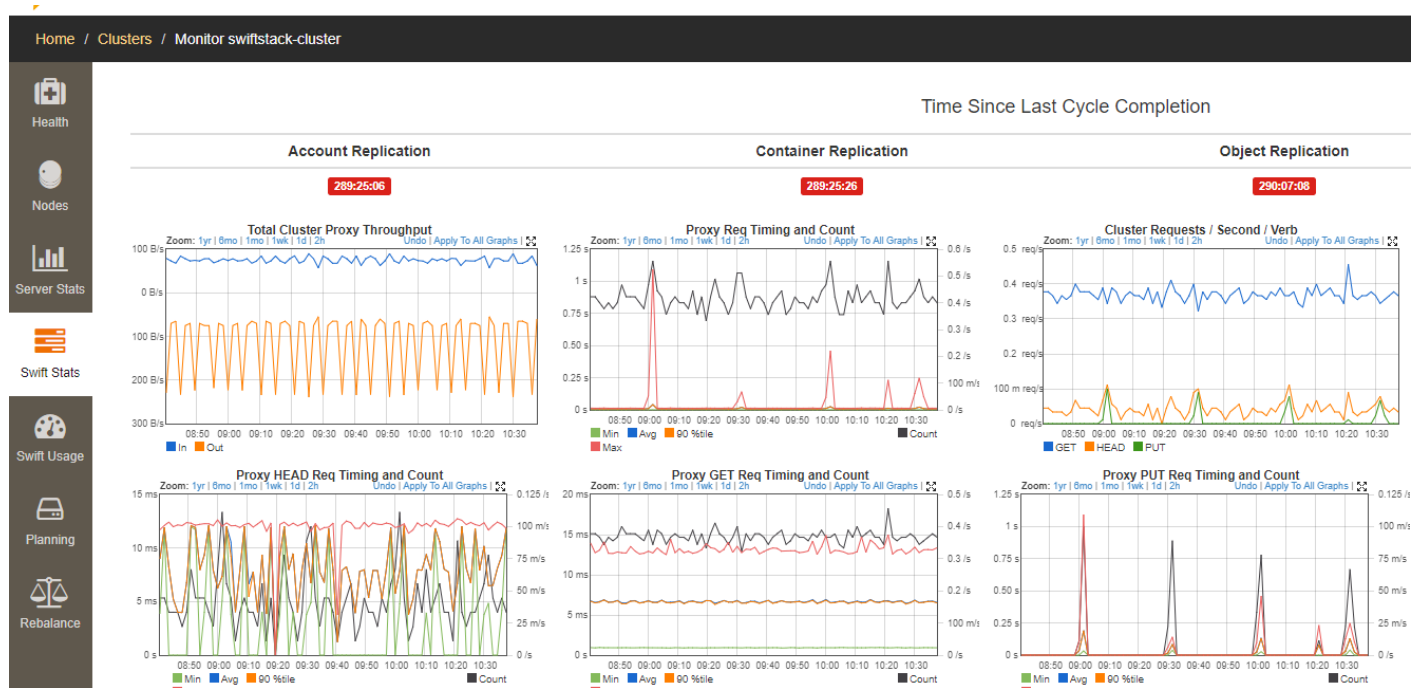 Home / Clusters / Monitor swiftstack-cluster
Health
Nodes
Server Stats
Swift Stats
Swift Usage
Planning
Rebalance
Time Since Last Cycle Completion
Account Replication
Container Replication
Object Replication
289:25:06
289:25:26
290:07:08
Total Cluster Proxy Throughput
Zoom: 1yr | 6mo | 1mo | 1wk | 1d | 2h
Undo | Apply To All Graphs |
100 B/s
0 B/s
100 B/s
200 B/s
300 B/s
08:50 09:00 09:10 09:20 09:30 09:40 09:50 10:00 10:10 10:20 10:30
In Out
Proxy Req Timing and Count
Zoom: 1yr | 6mo | 1mo | 1wk | 1d | 2h
Undo | Apply To All Graphs |
1.25 s
1 s
0.75 s
0.50 s
0.25 s
0 s
0.6 /s
0.5 /s
0.4 /s
0.3 /s
0.2 /s
100 m/s
0 /s
08:50 09:00 09:10 09:20 09:30 09:40 09:50 10:00 10:10 10:20 10:30
Min Avg 90 %tile Count
Max
Cluster Requests / Second / Verb
Zoom: 1yr | 6mo | 1mo | 1wk | 1d | 2h
Undo | Apply To All Graphs |
0.5 req/s
0.4 req/s
0.3 req/s
0.2 req/s
100 m req/s
0 req/s
08:50 09:00 09:10 09:20 09:30 09:40 09:50 10:00 10:10 10:20 10:30
GET HEAD PUT
Proxy HEAD Req Timing and Count
Zoom: 1yr | 6mo | 1mo | 1wk | 1d | 2h
Undo | Apply To All Graphs |
15 ms
10 ms
5 ms
0 s
0.125 /s
100 m/s
75 m/s
50 m/s
25 m/s
0 /s
08:50 09:00 09:10 09:20 09:30 09:40 09:50 10:00 10:10 10:20 10:30
Min Avg 90 %tile Count
Proxy GET Req Timing and Count
Zoom: 1yr | 6mo | 1mo | 1wk | 1d | 2h
Undo | Apply To All Graphs |
20 ms
15 ms
10 ms
5 ms
0 s
0.5 /s
0.4 /s
0.3 /s
0.2 /s
100 m/s
0 /s
08:50 09:00 09:10 09:20 09:30 09:40 09:50 10:00 10:10 10:20 10:30
Min Avg 90 %tile Count
Proxy PUT Req Timing and Count
Zoom: 1yr | 6mo | 1mo | 1wk | 1d | 2h
Undo | Apply To All Graphs |
1.25 s
1 s
0.75 s
0.50 s
0.25 s
0 s
0.125 /s
100 m/s
75 m/s
50 m/s
25 m/s
0 /s
08:50 09:00 09:10 09:20 09:30 09:40 09:50 10:00 10:10 10:20 10:30
Min Avg 90 %tile Count